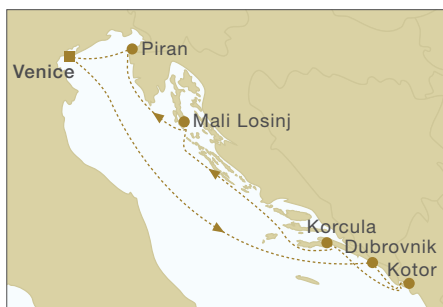 Piran
Venice
Mali Losinj
Korcula
Dubrovnik
Kotor